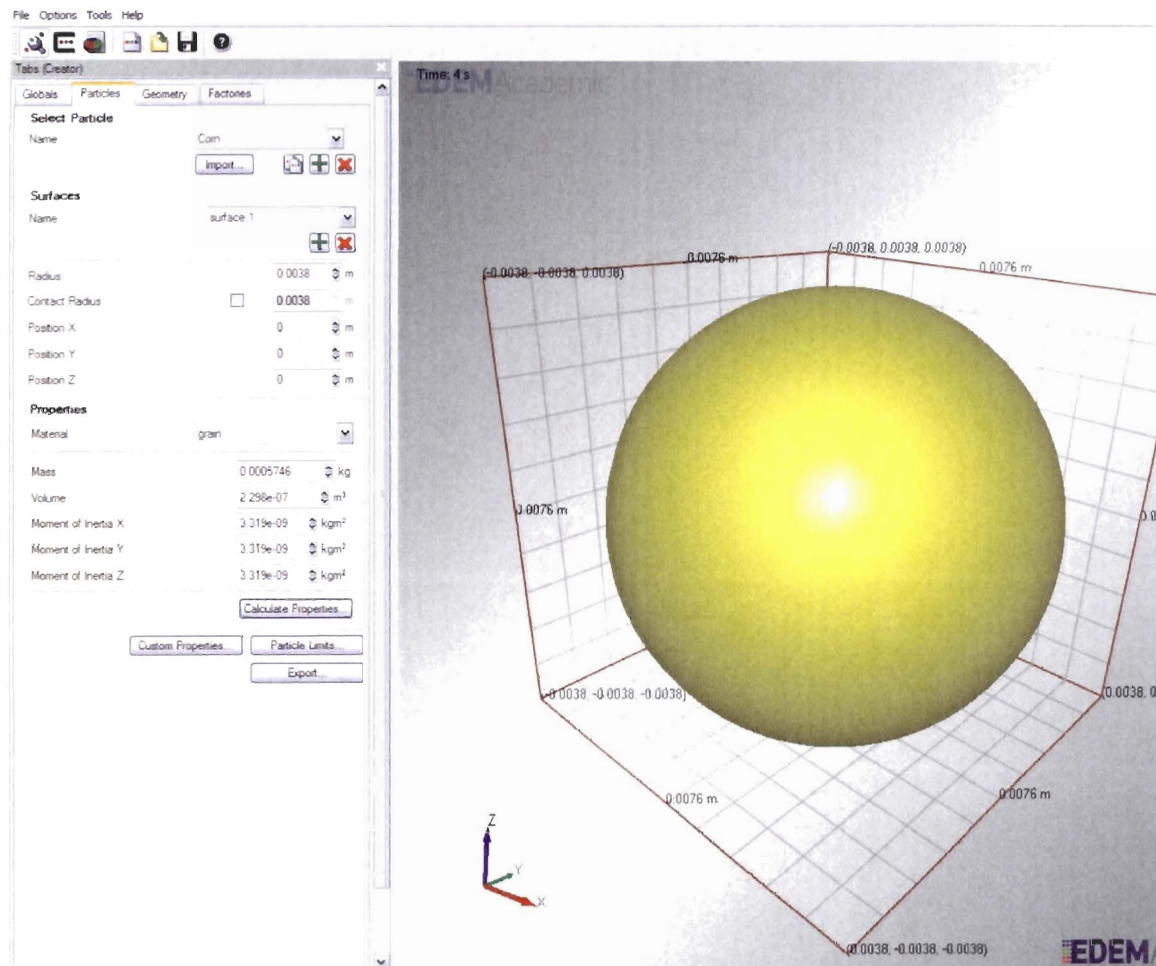 File Options Tools Help
Tabs (Creator)
Globals Particles Geometry Factories
Select Particle
Name Corn
Import...
Surfaces
Name surface 1
Radius 0.0038 m
Contact Radius 0.0038 m
Position X 0 m
Position Y 0 m
Position Z 0 m
Properties
Material grain
Mass 0.0005746 kg
Volume 2.298e-07 m³
Moment of Inertia X 3.319e-09 kgm²
Moment of Inertia Y 3.319e-09 kgm²
Moment of Inertia Z 3.319e-09 kgm²
Calculate Properties...
Custom Properties... Particle Limits...
Export...
Time: 4 s
EDEM Academic
(-0.0038, 0.0038, 0.0038)
(-0.0038, -0.0038, 0.0038) 0.0076 m 0.0076 m
0.0076 m 0.0
(-0.0038, -0.0038, -0.0038) (0.0038, 0
0.0076 m 0.0076 m
Z
Y
X
(0.0038, -0.0038, -0.0038)
EDEM